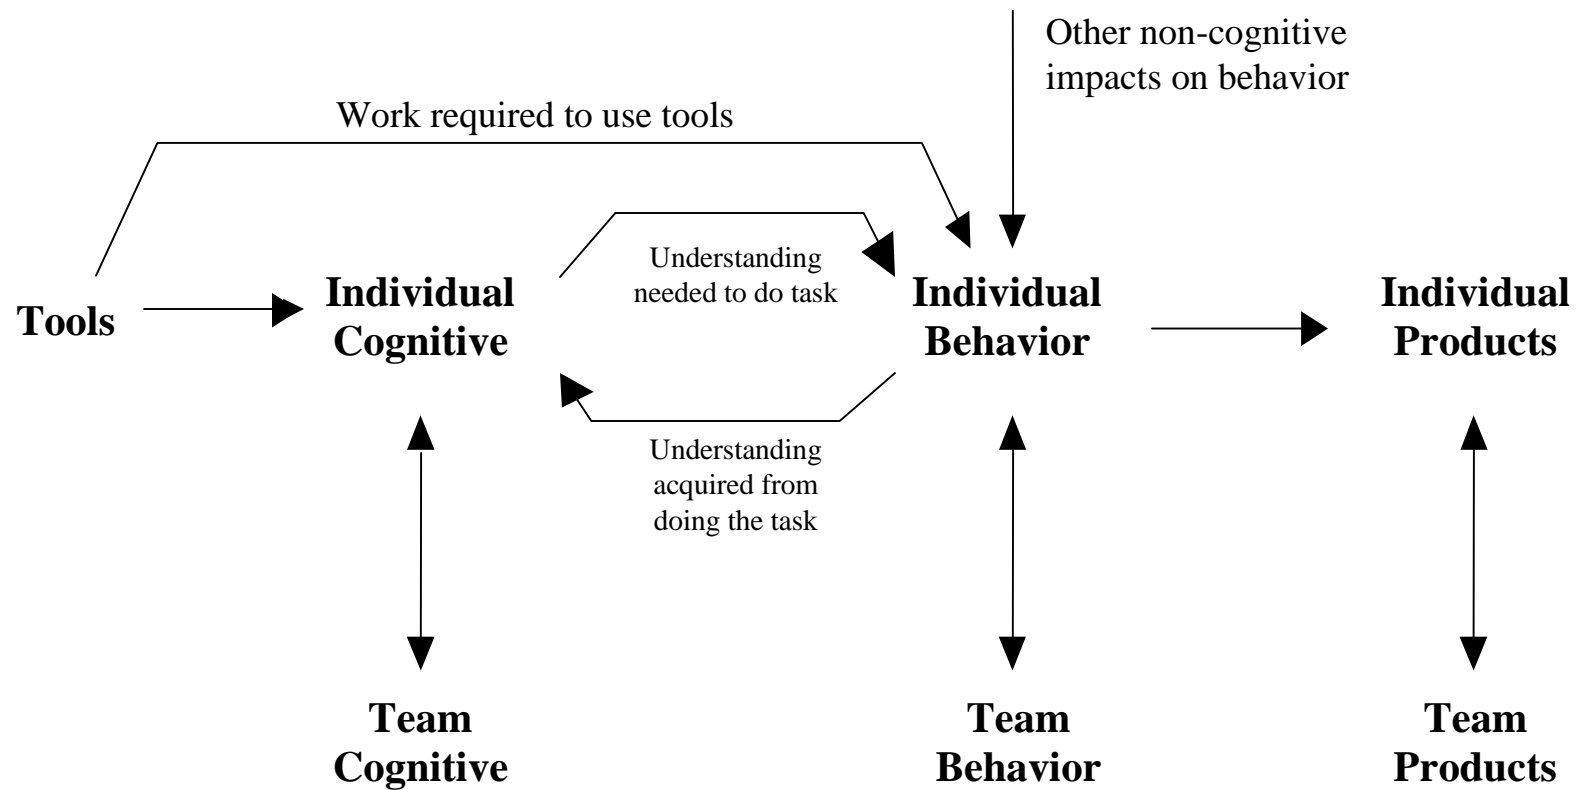 Other non-cognitive
impacts on behavior
Work required to use tools
Understanding
needed to do task
Tools
Individual
Cognitive
Individual
Behavior
Individual
Products
Understanding
acquired from
doing the task
Team
Cognitive
Team
Behavior
Team
Products